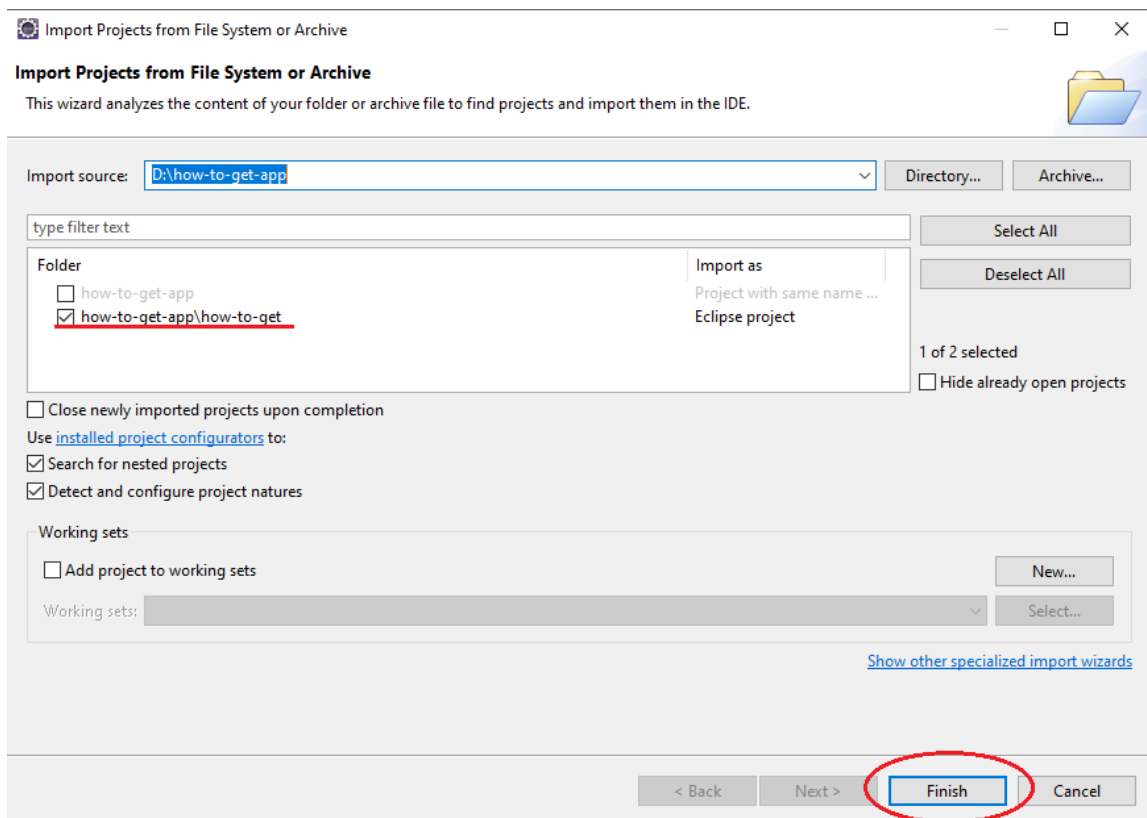 Import Projects from File System or Archive
Import Projects from File System or Archive
This wizard analyzes the content of your folder or archive file to find projects and import them in the IDE.
Import source: D:\how-to-get-app Directory... Archive...
type filter text Select All
Folder Import as Deselect All
how-to-get-app Project with same name ...
how-to-get-app\how-to-get Eclipse project
1 of 2 selected
Hide already open projects
Close newly imported projects upon completion
Use installed project configurators to:
Search for nested projects
Detect and configure project natures
Working sets
Add project to working sets New...
Working sets: Select...
Show other specialized import wizards
< Back Next > Finish Cancel